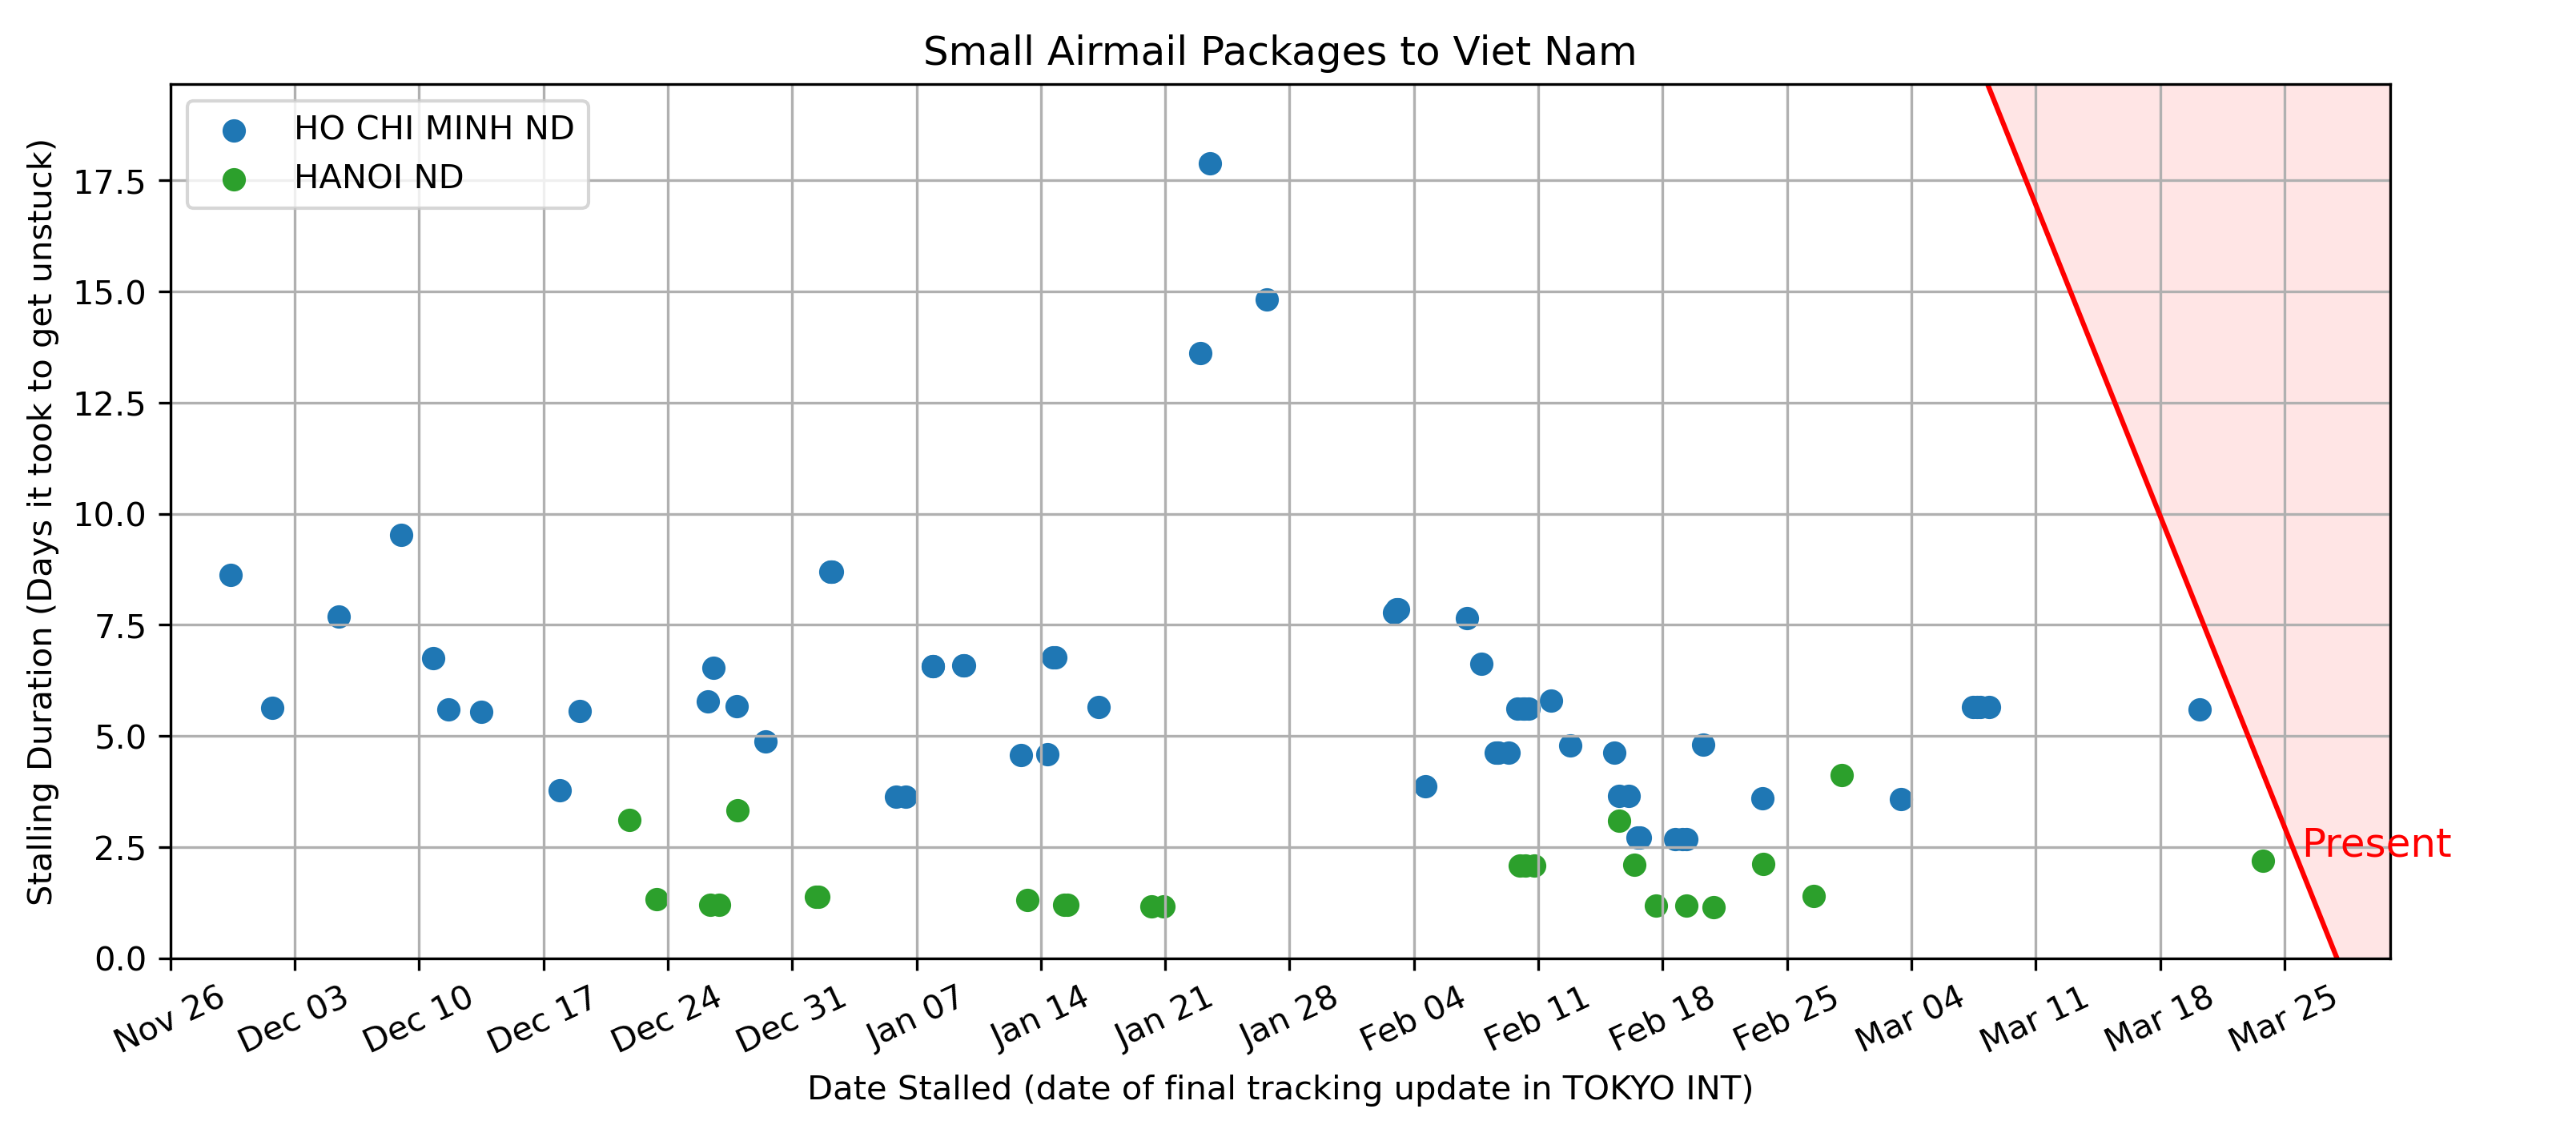 Small Airmail Packages to Viet Nam
HO CHI MINH ND
HANOI ND
Stalling Duration (Days it took to get unstuck)
17.5
15.0
12.5
10.0
7.5
5.0
2.5
0.0
Present
Nov 26
Dec 03
Dec 10
Dec 17
Dec 24
Dec 31
Jan 07
Jan 14
Jan 21
Jan 28
Feb 04
Feb 11
Feb 18
Feb 25
Mar 04
Mar 11
Mar 18
Mar 25
Date Stalled (date of final tracking update in TOKYO INT)